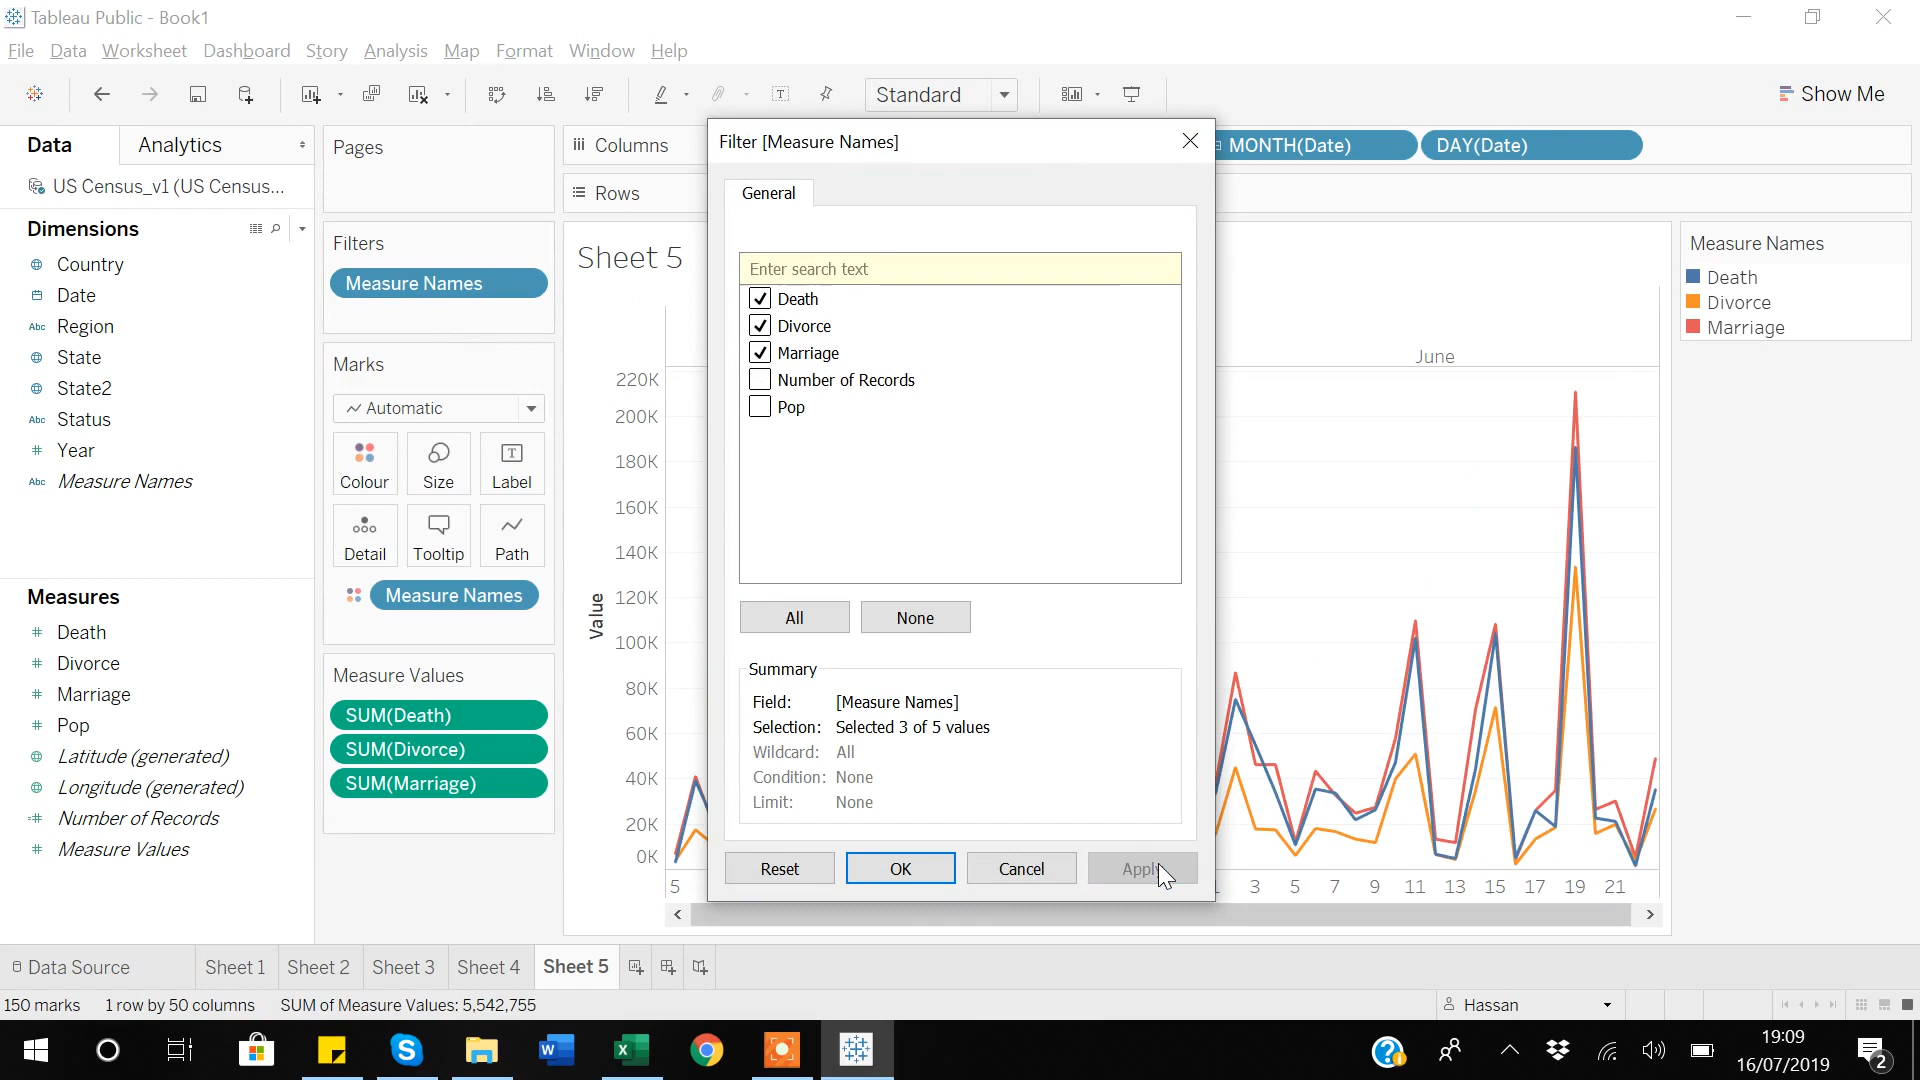 Tableau Public - Book1
File Data Worksheet Dashboard Story Analysis Map Format Window Help
Standard
Show Me
Data
Analytics
US Census_v1 (US Census...
Dimensions
Country
Date
Abc Region
State
State2
Abc Status
# Year
Abc Measure Names
Measures
# Death
# Divorce
# Marriage
# Pop
Latitude (generated)
Longitude (generated)
=# Number of Records
# Measure Values
Pages
Filters
Measure Names
Marks
Automatic
Colour
Size
Label
Detail
Tooltip
Path
Measure Names
Measure Values
SUM(Death)
SUM(Divorce)
SUM(Marriage)
Columns
MONTH(Date)
DAY(Date)
Rows
Sheet 5
June
Value
220K
200K
180K
160K
140K
120K
100K
80K
60K
40K
20K
0K
5
3 5 7 9 11 13 15 17 19 21
Filter [Measure Names]
General
Enter search text
Death
Divorce
Marriage
Number of Records
Pop
All
None
Summary
Field: [Measure Names]
Selection: Selected 3 of 5 values
Wildcard: All
Condition: None
Limit: None
Reset
OK
Cancel
Measure Names
Death
Divorce
Marriage
Data Source
Sheet 1
Sheet 2
Sheet 3
Sheet 4
Sheet 5
150 marks 1 row by 50 columns SUM of Measure Values: 5,542,755
Hassan
19:09
16/07/2019
2